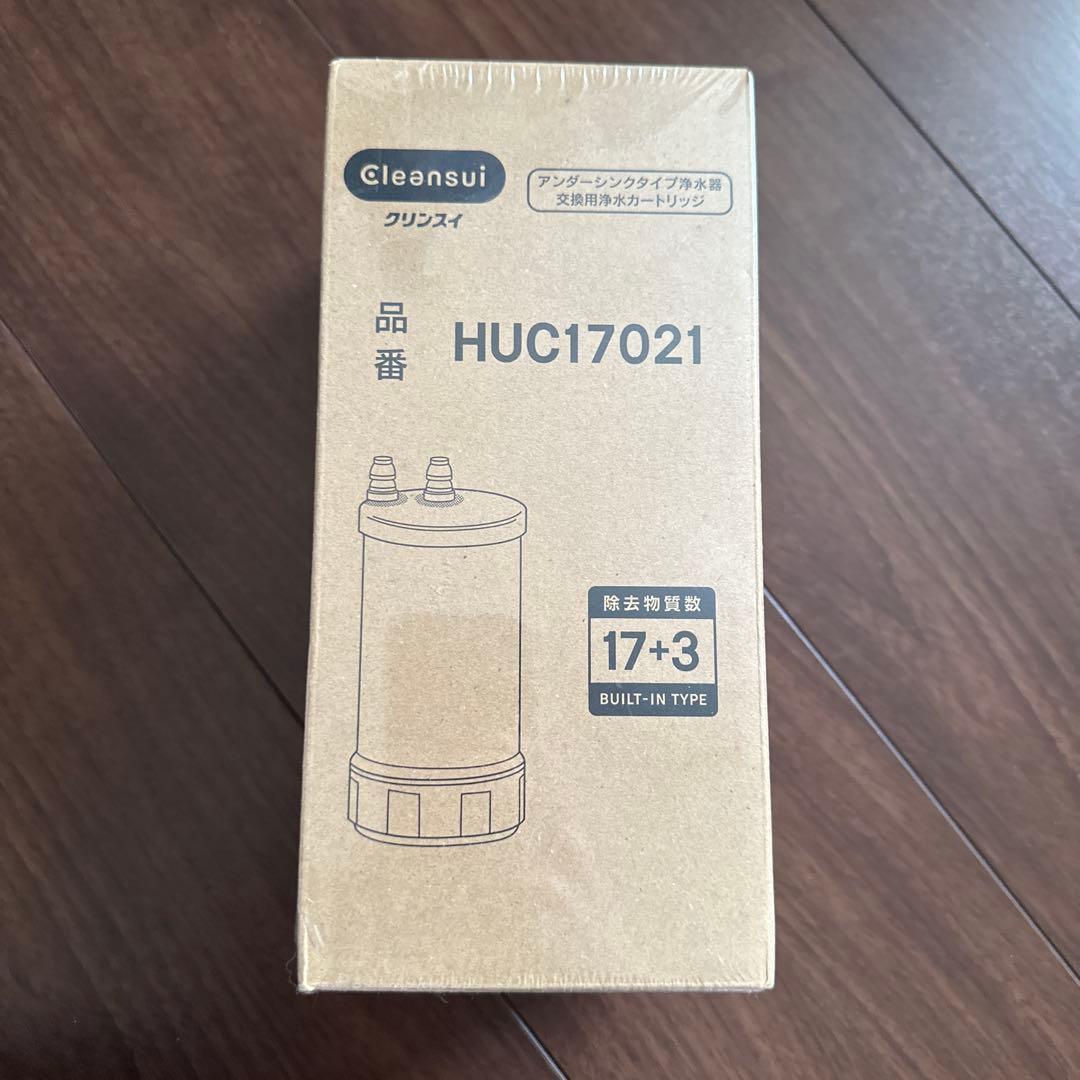 Cleansui
クリンスイ
アンダーシンクタイプ浄水器
交換用浄水カートリッジ
品番
HUC17021
除去物質数
17+3
BUILT-IN TYPE